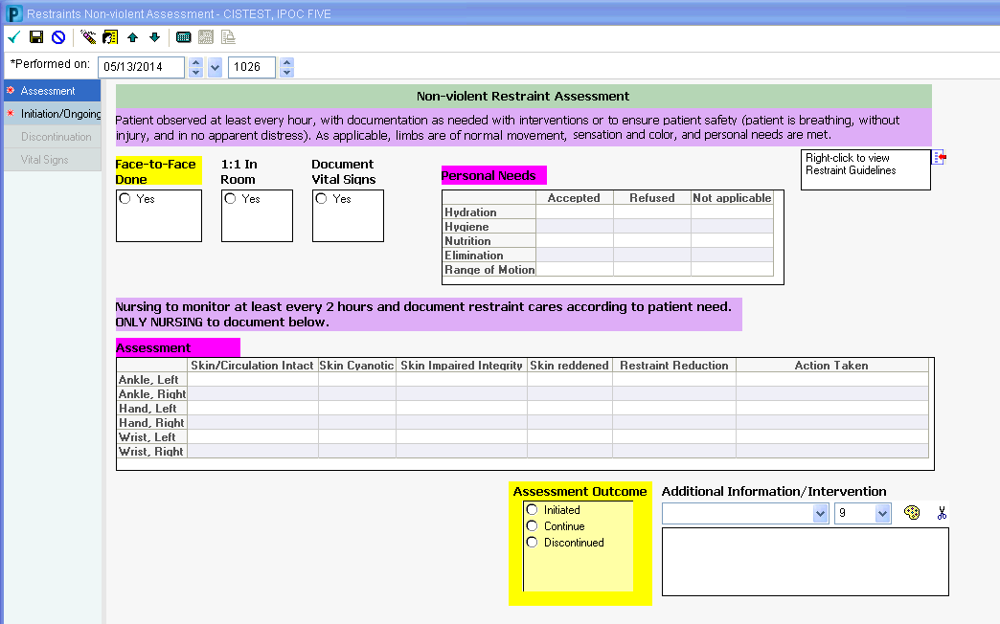 P Restraints Non-violent Assessment - CISTEST, IPOC FIVE
*Performed on: 05/13/2014 1026
Assessment
Initiation/Ongoing
Discontinuation
Vital Signs
Non-violent Restraint Assessment
Patient observed at least every hour, with documentation as needed with interventions or to ensure patient safety (patient is breathing, without
injury, and in no apparent distress). As applicable, limbs are of normal movement, sensation and color, and personal needs are met.
Right-click to view
Restraint Guidelines
Face-to-Face
Done
Yes
1:1 In
Room
Yes
Document
Vital Signs
Yes
Personal Needs
Accepted Refused Not applicable
Hydration
Hygiene
Nutrition
Elimination
Range of Motion
Nursing to monitor at least every 2 hours and document restraint cares according to patient need.
ONLY NURSING to document below.
Assessment
Skin/Circulation Intact Skin Cyanotic Skin Impaired Integrity Skin reddened Restraint Reduction Action Taken
Ankle, Left
Ankle, Right
Hand, Left
Hand, Right
Wrist, Left
Wrist, Right
Assessment Outcome
Initiated
Continue
Discontinued
Additional Information/Intervention
9